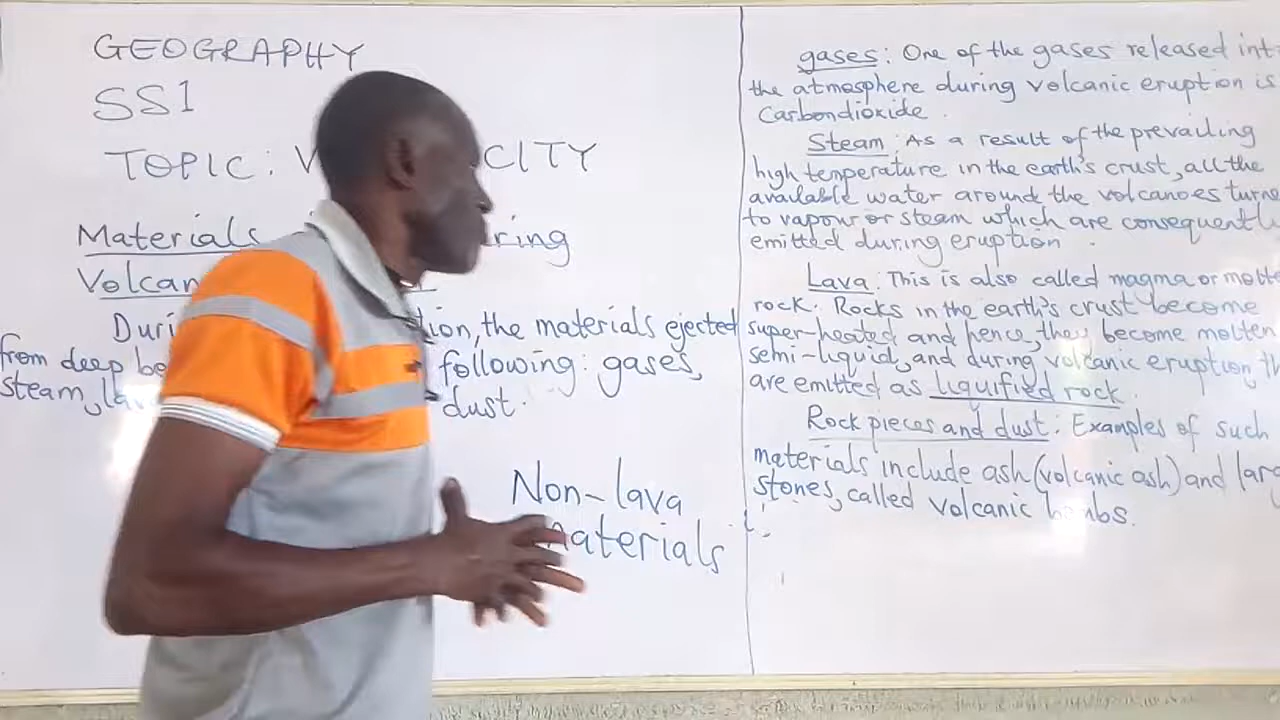 GEOGRAPHY
SS1
TOPIC: V CITY
Materials ring
Volcan
Duri tion, the materials ejected
from deep be following: gases,
steam, la dust.
Non-lava
Materials
gases: One of the gases released int
the atmosphere during volcanic eruption is
Carbondioxide.
Steam: As a result of the prevailing
high temperature in the earth's crust, all the
available water around the volcanoes turne
to vapour or steam which are consequentl
emitted during eruption.
Lava: This is also called magma or molte
rock. Rocks in the earth's crust become
super-heated and hence, they become molten
semi-liquid, and during volcanic eruption, th
are emitted as liquified rock.
Rock pieces and dust: Examples of such
materials include ash (volcanic ash) and larg
stones, called volcanic bombs.